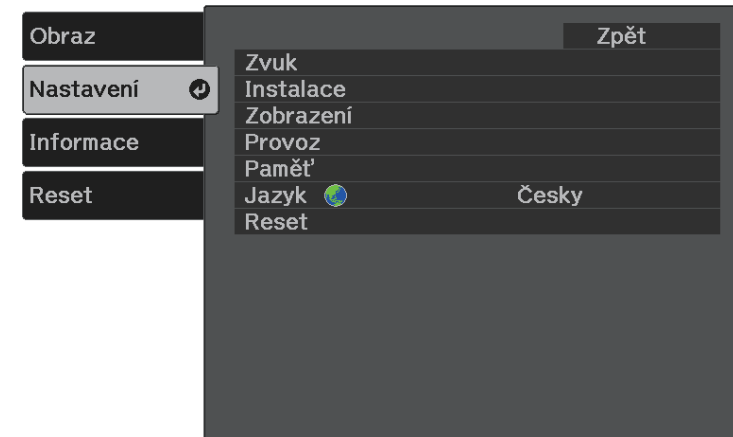 Obraz
Nastavení
Informace
Reset
Zpět
Zvuk
Instalace
Zobrazení
Provoz
Paměť
Jazyk Česky
Reset